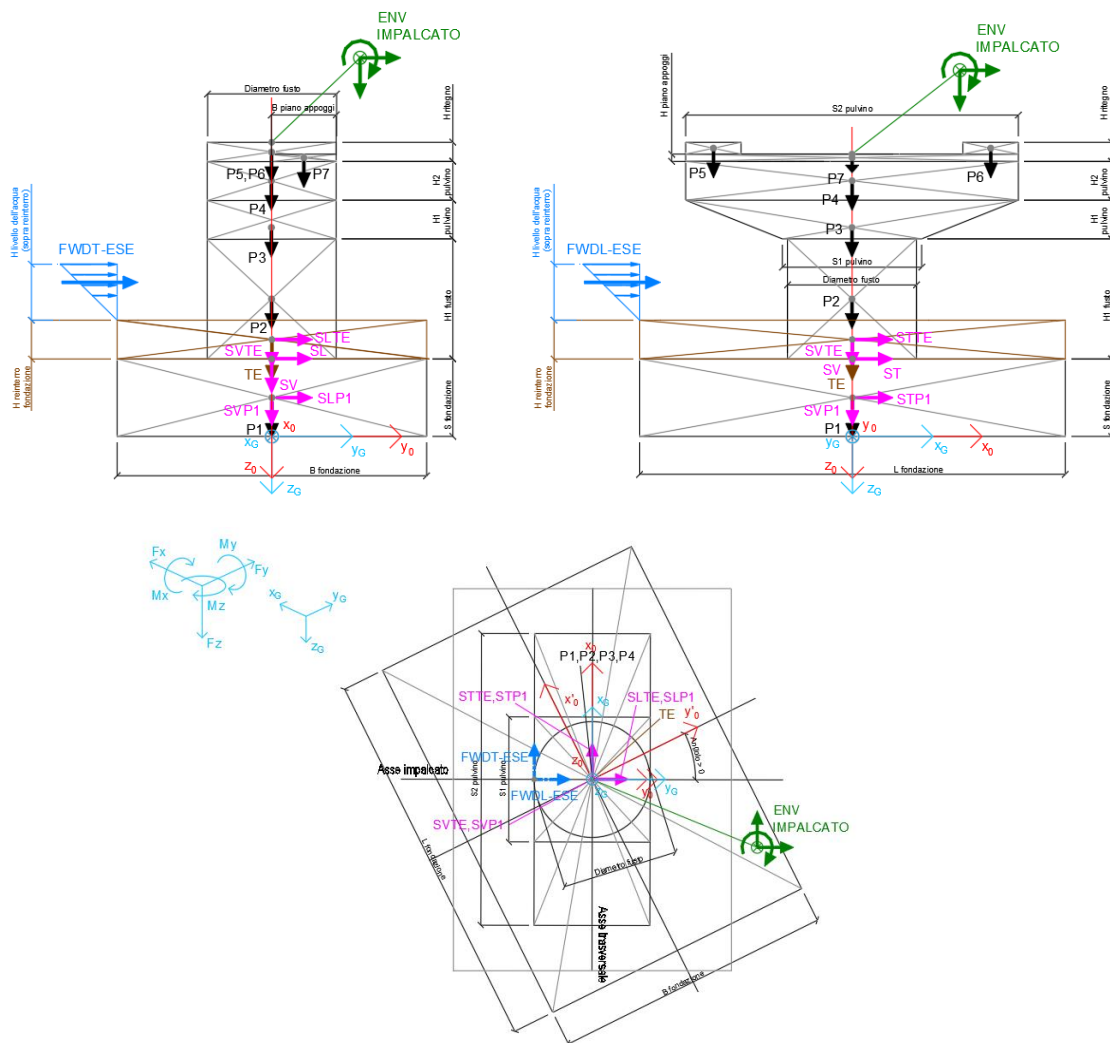 ENV
IMPALCATO
Diametro fusto
B piano appoggi
P5,P6
P7
P4
P3
P2
H livello dell'acqua
(sopra reinterro)
FWDT-ESE
H reinterro
fondazione
SLTE
SVTE
SL
TE
SV
SLP1
SVP1
P1
x0
xG
yG
y0
z0
zG
B fondazione
H ritegno
H2
pulvino
H1
pulvino
H1 fusto
S fondazione
ENV
IMPALCATO
H piano appoggi
S2 pulvino
P5
P6
P7
P4
P3
S1 pulvino
Diametro fusto
P2
H livello dell'acqua
(sopra reinterro)
FWDL-ESE
H reinterro
fondazione
STTE
SVTE
SV
ST
TE
SVP1
STP1
P1
y0
yG
xG
x0
z0
zG
L fondazione
H ritegno
H2
pulvino
H1
pulvino
H1 fusto
S fondazione
Fx
My
Fy
Mx
Mz
Fz
xG
yG
zG
x0
P1,P2,P3,P4
STTE,STP1
x'0
xG
SLTE,SLP1
TE
y'0
Angolo > 0
FWDT-ESE
z0
Asse impalcato
S2 pulvino
S1 pulvino
FWDL-ESE
zG
y0
yG
SVTE,SVP1
ENV
IMPALCATO
L fondazione
Diametro fusto
Asse trasversale
B fondazione